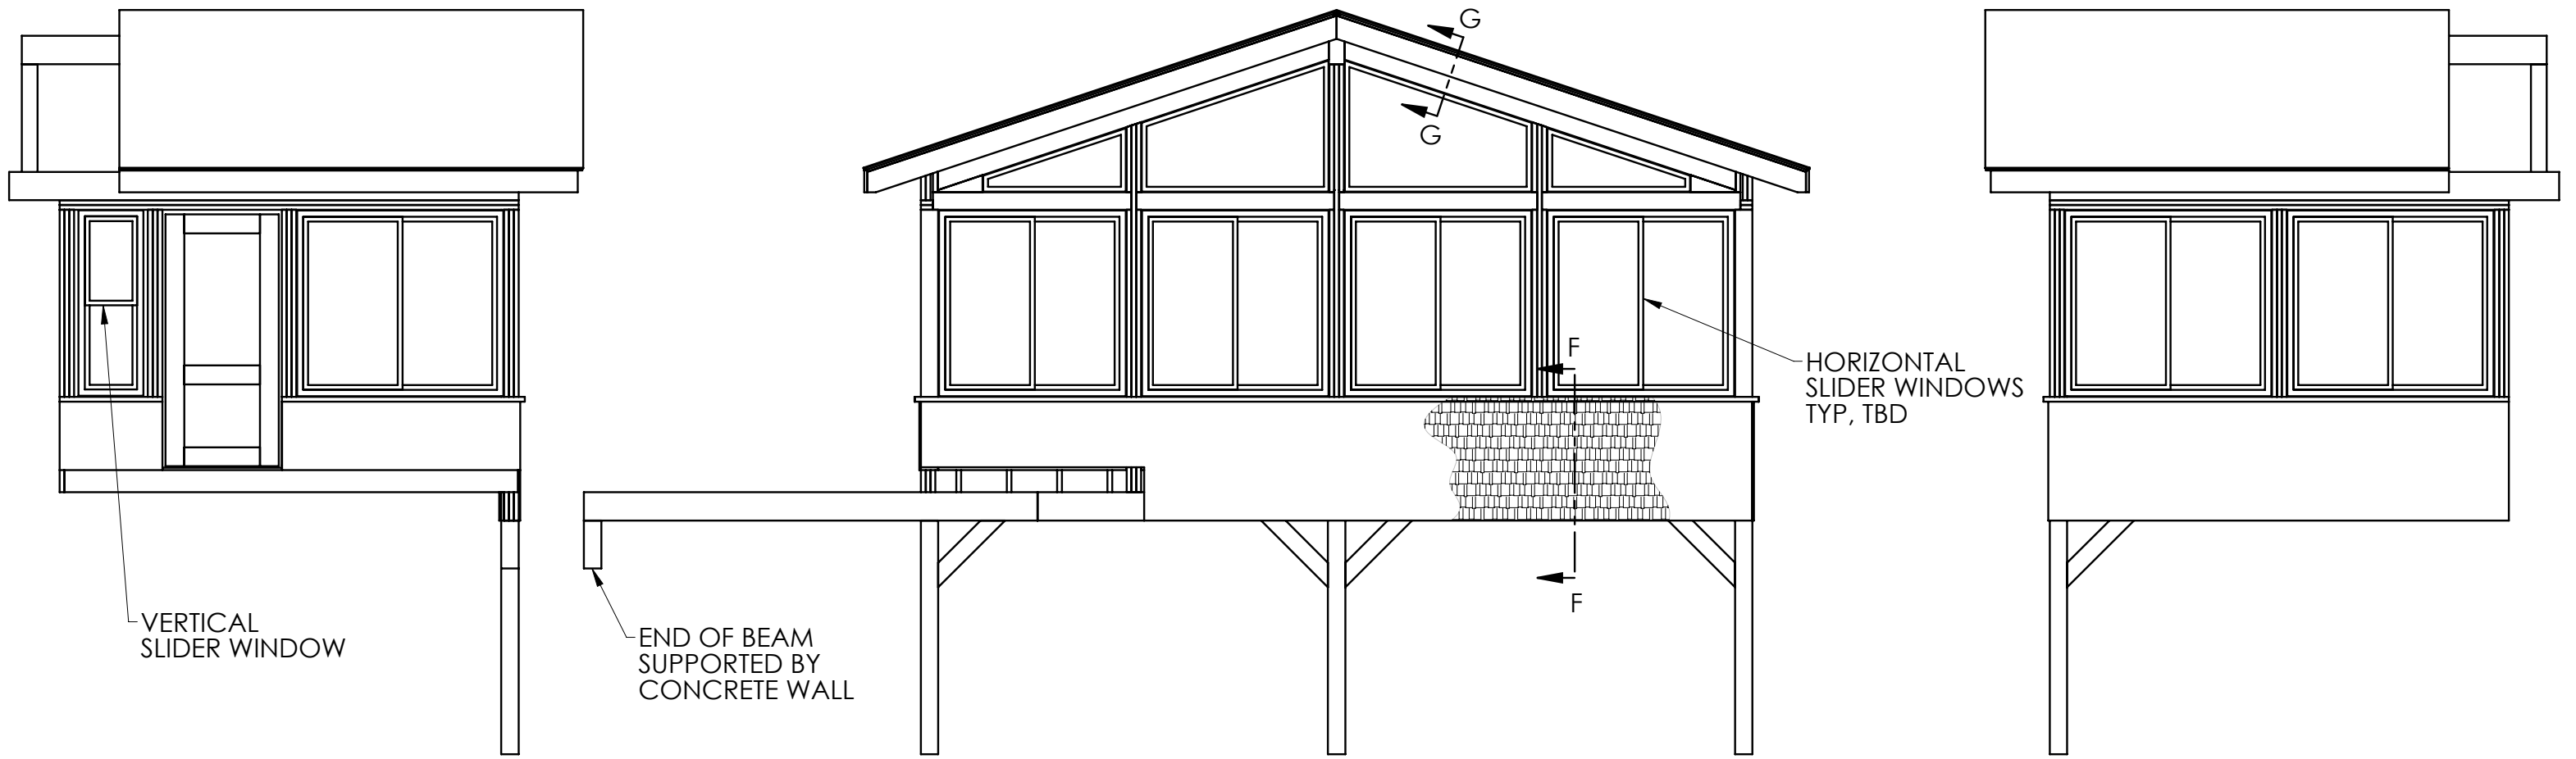 G
G
F
HORIZONTAL
SLIDER WINDOWS
TYP, TBD
F
VERTICAL
SLIDER WINDOW
END OF BEAM
SUPPORTED BY
CONCRETE WALL